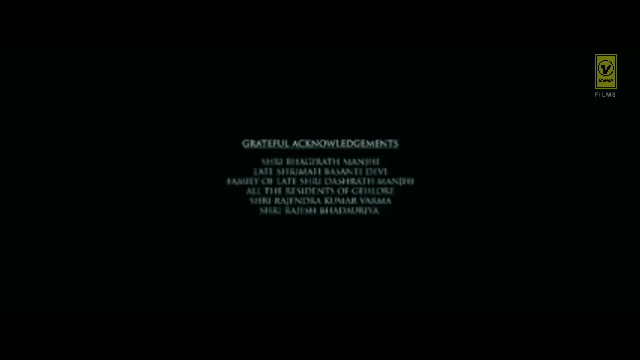 GRATEFUL ACKNOWLEDGEMENTS
SHRI BHAGIRATH MANJHI
LATE SHRIMATI BASANTI DEVI
FAMILY OF LATE SHRI DASHRATH MANJHI
ALL THE RESIDENTS OF GEHLORE
SHRI RAJENDRA KUMAR VARMA
SHRI RAJESH BHADAURIYA
FILMS